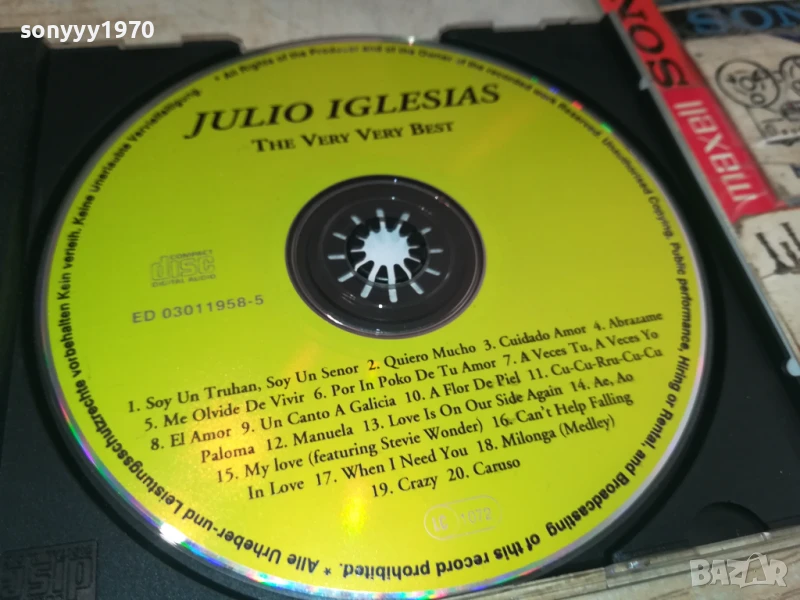 sonyyy1970
JULIO IGLESIAS
THE VERY VERY BEST
COMPACT
disc
DIGITAL AUDIO
ED 03011958-5
1. Soy Un Truhan, Soy Un Senor 2. Quiero Mucho 3. Cuidado Amor 4. Abrazame
5. Me Olvide De Vivir 6. Por In Poko De Tu Amor 7. A Veces Tu, A Veces Yo
8. El Amor 9. Un Canto A Galicia 10. A Flor De Piel 11. Cu-Cu-Rru-Cu-Cu
Paloma 12. Manuela 13. Love Is On Our Side Again 14. Ae, Ao
15. My love (featuring Stevie Wonder) 16. Can't Help Falling
In Love 17. When I Need You 18. Milonga (Medley)
19. Crazy 20. Caruso
LC 1072
* All Rights of the Producer and of the Owner of the recorded work Reserved. Unauthorised Copying, Public performance, Hiring or Rental, and Broadcasting of this record prohibited.
* Alle Urheber-und Leistungsschutzrechte vorbehalten Kein verleih. Keine unerlaubte Vervielfaeltigung.
SON
maxell
BAZAR